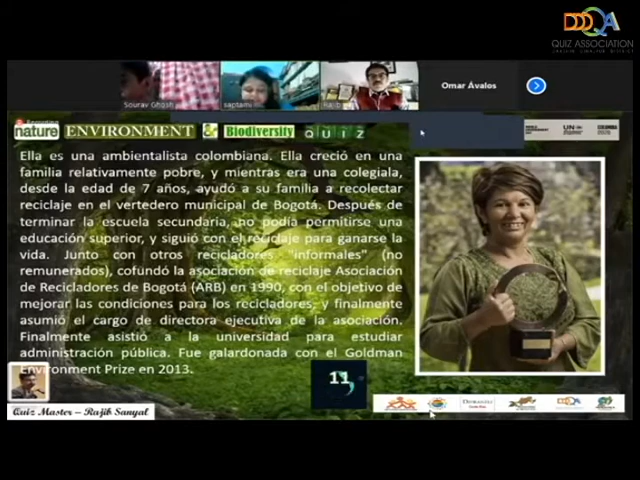 DDDQA
QUIZ ASSOCIATION
Sourav Ghosh
saptami
Rajib
Omar Ávalos
nature ENVIRONMENT & Biodiversity QUIZ
Ella es una ambientalista colombiana. Ella creció en una
familia relativamente pobre, y mientras era una colegiala,
desde la edad de 7 años, ayudó a su familia a recolectar
reciclaje en el vertedero municipal de Bogotá. Después de
terminar la escuela secundaria, no podía permitirse una
educación superior, y siguió con el reciclaje para ganarse la
vida. Junto con otros recicladores "informales" (no
remunerados), cofundó la asociación de reciclaje Asociación
de Recicladores de Bogotá (ARB) en 1990, con el objetivo de
mejorar las condiciones para los recicladores, y finalmente
asumió el cargo de directora ejecutiva de la asociación.
Finalmente asistió a la universidad para estudiar
administración pública. Fue galardonada con el Goldman
Environment Prize en 2013.
11
Quiz Master – Rajib Sanyal